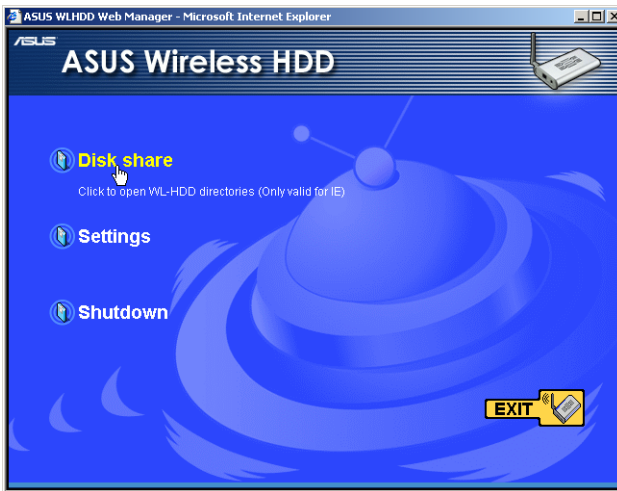 ASUS WLHDD Web Manager - Microsoft Internet Explorer
ASUS
ASUS Wireless HDD
Disk share
Click to open WL-HDD directories (Only valid for IE)
Settings
Shutdown
EXIT